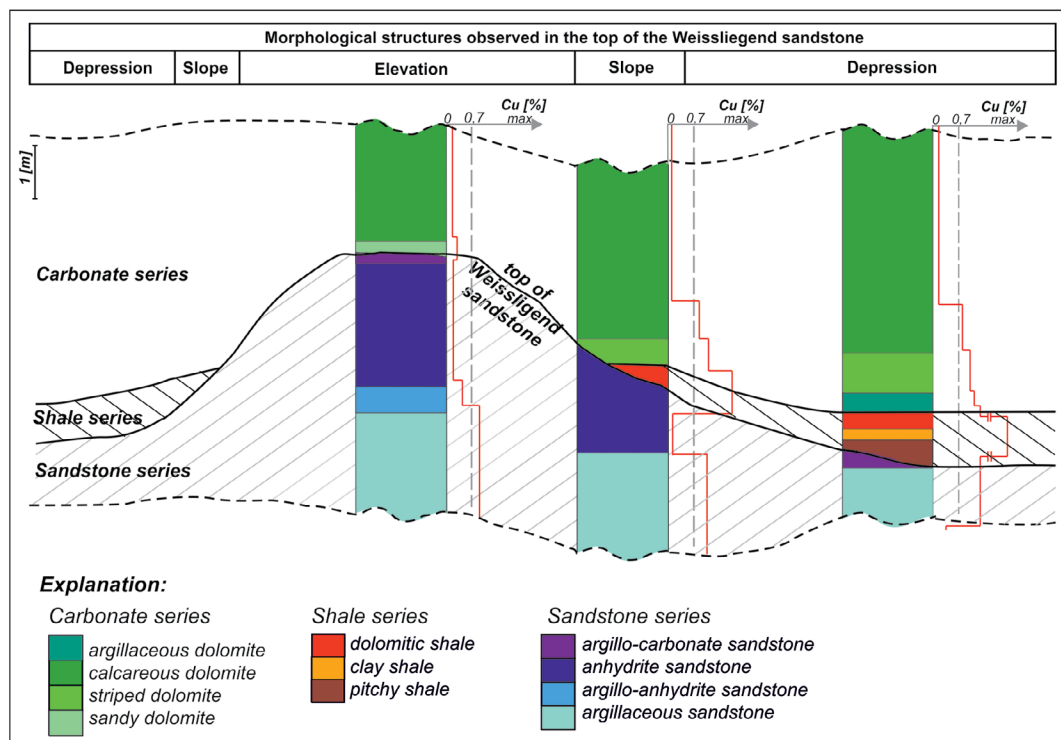 Morphological structures observed in the top of the Weissliegend sandstone
Depression Slope Elevation Slope Depression
Cu [%]
0 0,7 max
Cu [%]
0 0,7 max
Cu [%]
0 0,7 max
1 [m]
Carbonate series
top of
Weissligend
sandstone
Shale series
Sandstone series
Explanation:
Carbonate series
argillaceous dolomite
calcareous dolomite
striped dolomite
sandy dolomite
Shale series
dolomitic shale
clay shale
pitchy shale
Sandstone series
argillo-carbonate sandstone
anhydrite sandstone
argillo-anhydrite sandstone
argillaceous sandstone